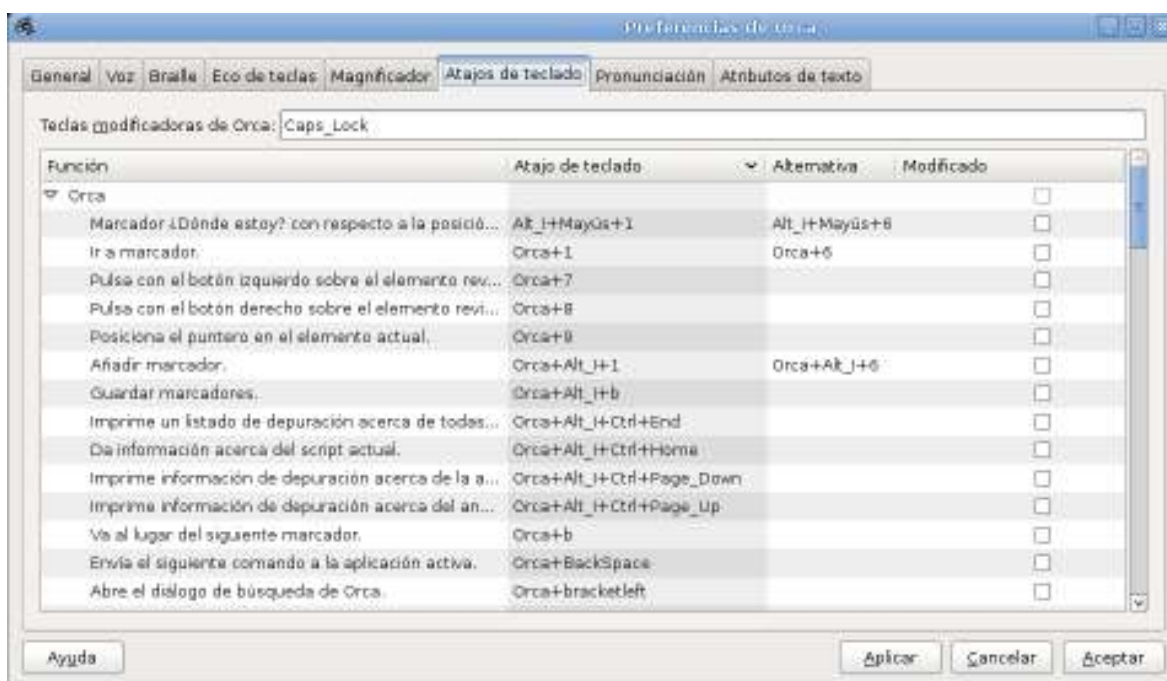 Preferencias de orca
General Voz Braille Eco de teclas Magnificador Atajos de teclado Pronunciación Atributos de texto
Teclas modificadoras de Orca: Caps_Lock
Función Atajo de teclado Alternativa Modificado
Orca
Marcador ¿Dónde estoy? con respecto a la posició... Alt_I+Mayús+1 Alt_I+Mayús+6
Ir a marcador. Orca+1 Orca+6
Pulsa con el botón izquierdo sobre el elemento rev... Orca+7
Pulsa con el botón derecho sobre el elemento revi... Orca+8
Posiciona el puntero en el elemento actual. Orca+9
Añadir marcador. Orca+Alt_I+1 Orca+Alt_I+6
Guardar marcadores. Orca+Alt_I+b
Imprime un listado de depuración acerca de todas... Orca+Alt_I+Ctrl+End
Da información acerca del script actual. Orca+Alt_I+Ctrl+Home
Imprime información de depuración acerca de la a... Orca+Alt_I+Ctrl+Page_Down
Imprime información de depuración acerca del an... Orca+Alt_I+Ctrl+Page_Up
Va al lugar del siguiente marcador. Orca+b
Envía el siguiente comando a la aplicación activa. Orca+BackSpace
Abre el diálogo de búsqueda de Orca. Orca+bracketleft
Ayuda Aplicar Cancelar Aceptar